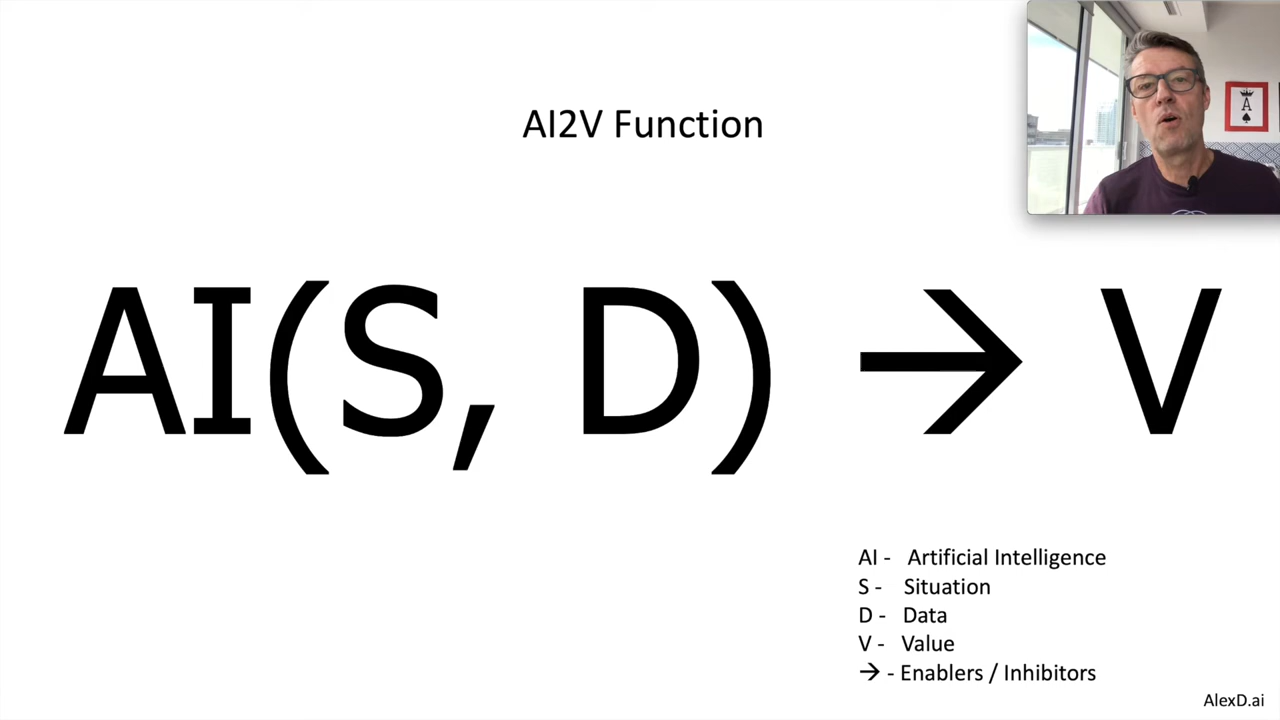 AI2V Function
A
AI(S, D) → V
AI - Artificial Intelligence
S - Situation
D - Data
V - Value
→ - Enablers / Inhibitors
AlexD.ai